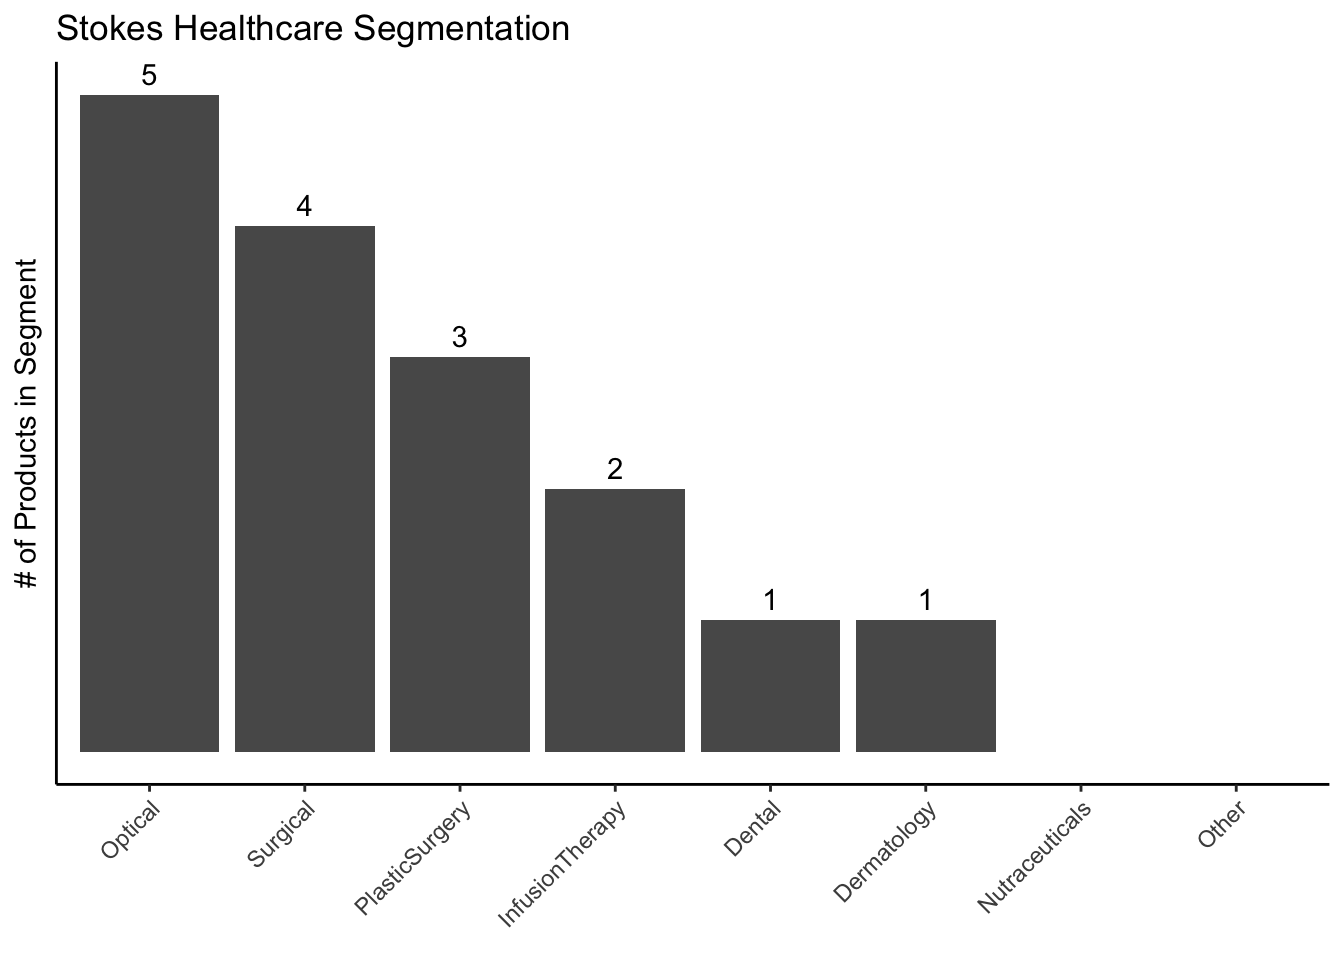 Stokes Healthcare Segmentation
# of Products in Segment
5
4
3
2
1
1
Optical
Surgical
PlasticSurgery
InfusionTherapy
Dental
Dermatology
Nutraceuticals
Other